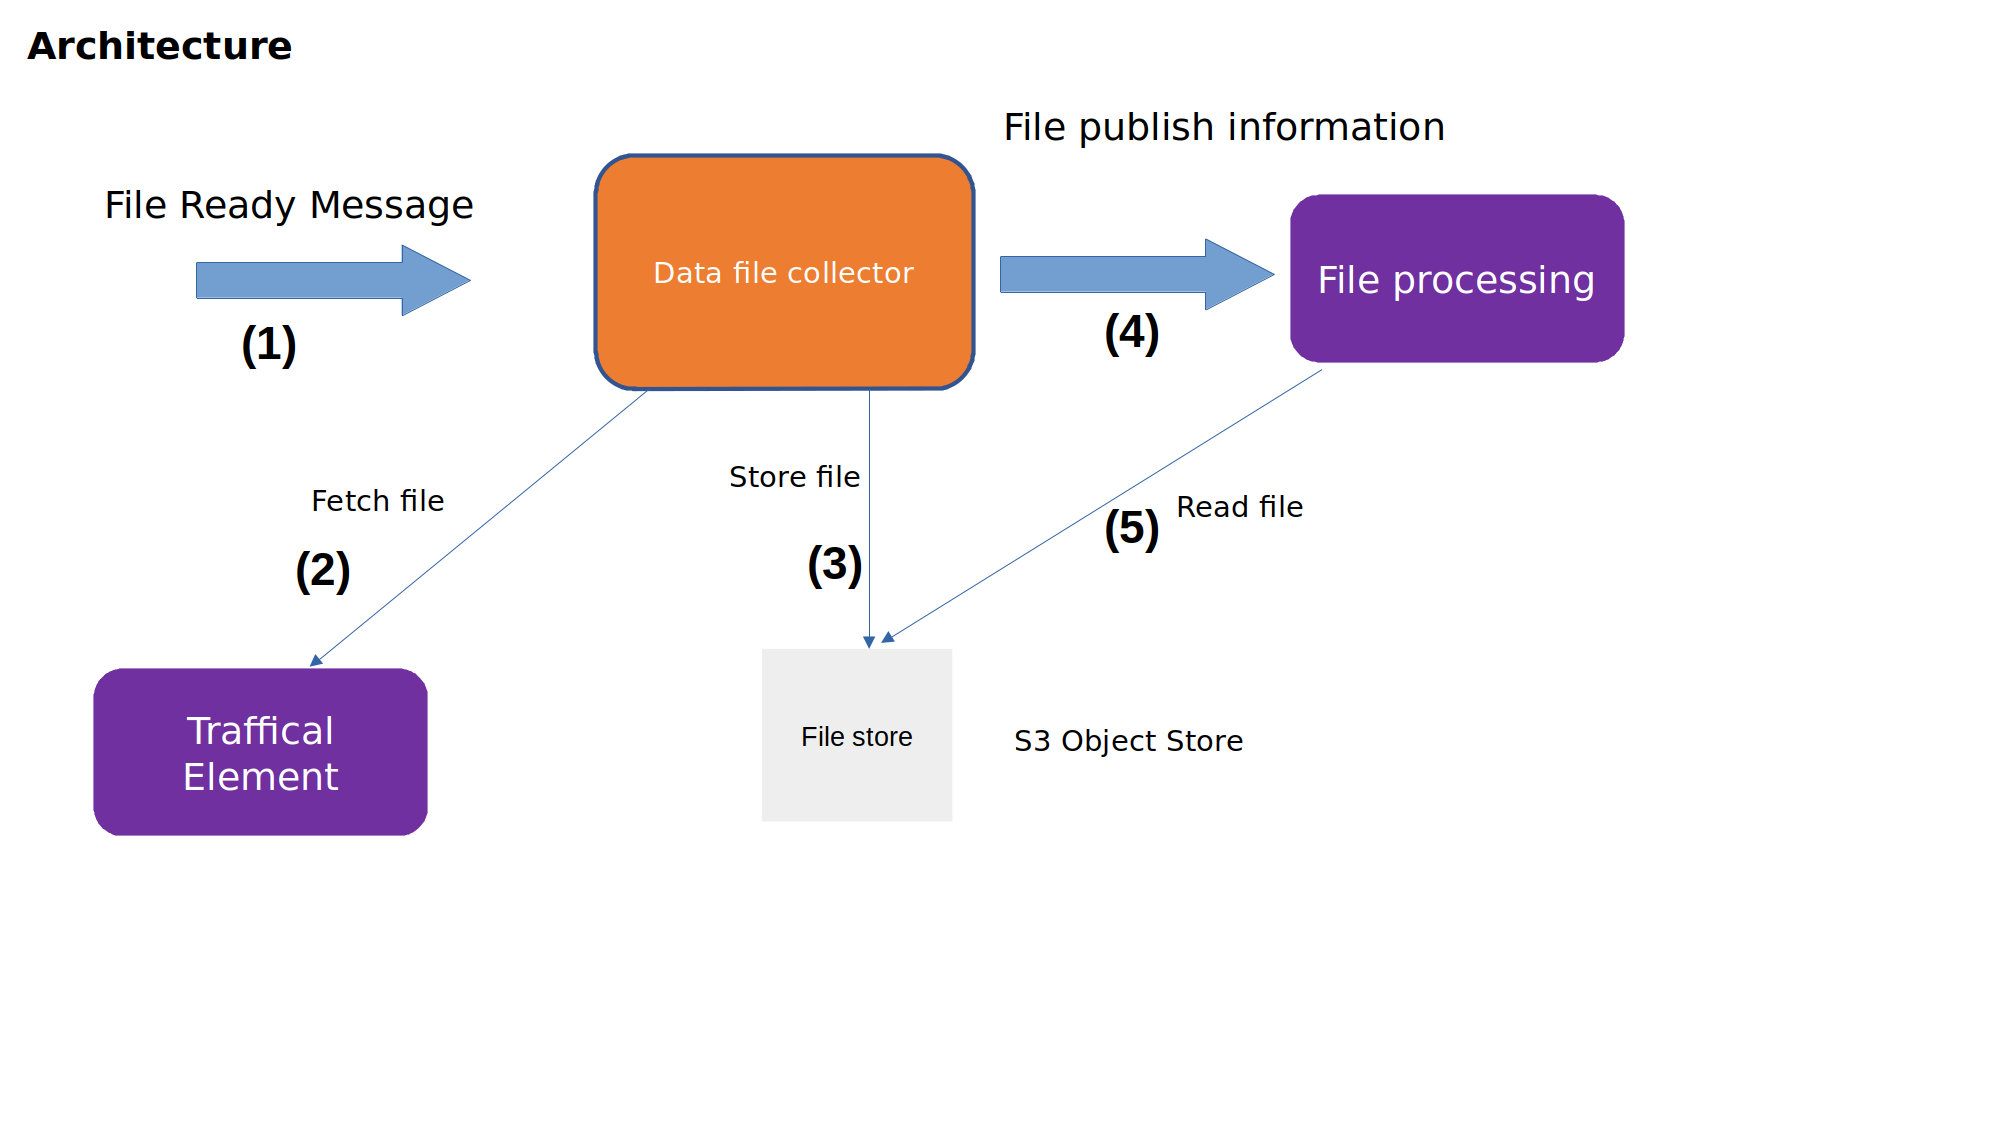 Architecture
File publish information
File Ready Message
Data file collector
File processing
(1)
(4)
Fetch file
Store file
Read file
(2)
(3)
(5)
Traffical
Element
File store
S3 Object Store